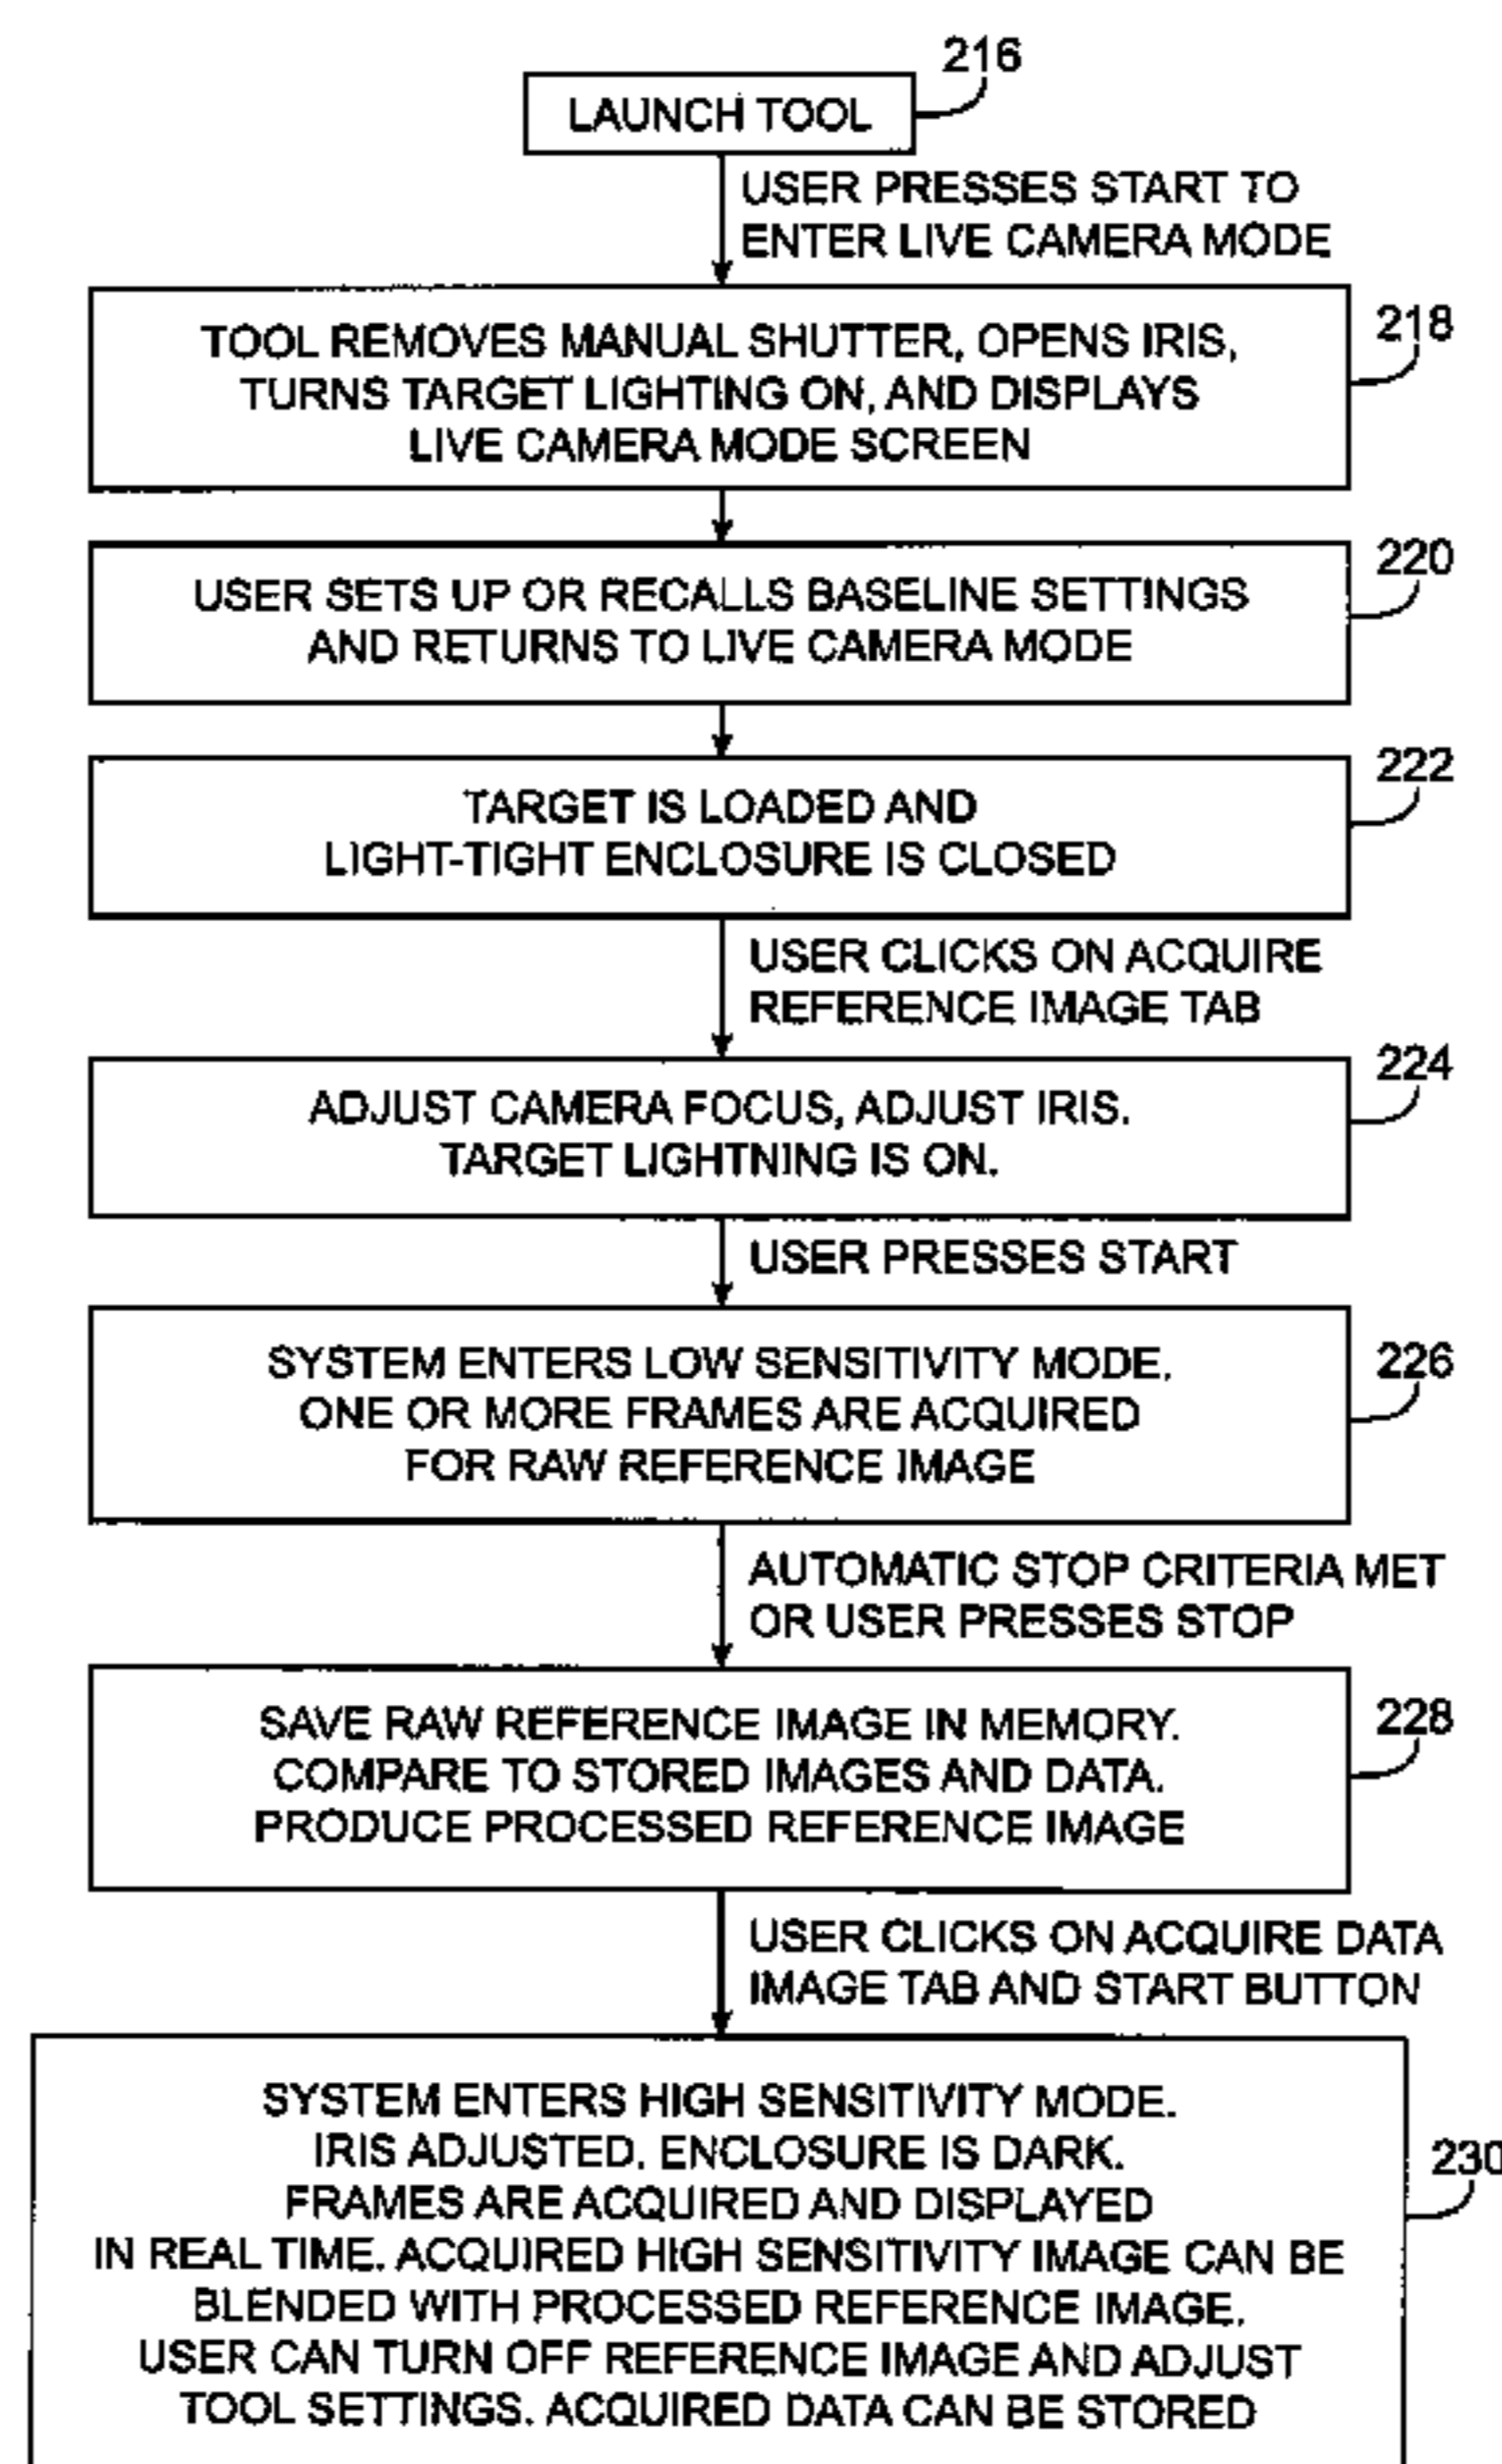 216
LAUNCH TOOL
USER PRESSES START TO
ENTER LIVE CAMERA MODE
218
TOOL REMOVES MANUAL SHUTTER, OPENS IRIS,
TURNS TARGET LIGHTING ON, AND DISPLAYS
LIVE CAMERA MODE SCREEN
220
USER SETS UP OR RECALLS BASELINE SETTINGS
AND RETURNS TO LIVE CAMERA MODE
222
TARGET IS LOADED AND
LIGHT-TIGHT ENCLOSURE IS CLOSED
USER CLICKS ON ACQUIRE
REFERENCE IMAGE TAB
224
ADJUST CAMERA FOCUS, ADJUST IRIS.
TARGET LIGHTNING IS ON.
USER PRESSES START
226
SYSTEM ENTERS LOW SENSITIVITY MODE.
ONE OR MORE FRAMES ARE ACQUIRED
FOR RAW REFERENCE IMAGE
AUTOMATIC STOP CRITERIA MET
OR USER PRESSES STOP
228
SAVE RAW REFERENCE IMAGE IN MEMORY.
COMPARE TO STORED IMAGES AND DATA.
PRODUCE PROCESSED REFERENCE IMAGE
USER CLICKS ON ACQUIRE DATA
IMAGE TAB AND START BUTTON
230
SYSTEM ENTERS HIGH SENSITIVITY MODE.
IRIS ADJUSTED. ENCLOSURE IS DARK.
FRAMES ARE ACQUIRED AND DISPLAYED
IN REAL TIME. ACQUIRED HIGH SENSITIVITY IMAGE CAN BE
BLENDED WITH PROCESSED REFERENCE IMAGE.
USER CAN TURN OFF REFERENCE IMAGE AND ADJUST
TOOL SETTINGS. ACQUIRED DATA CAN BE STORED